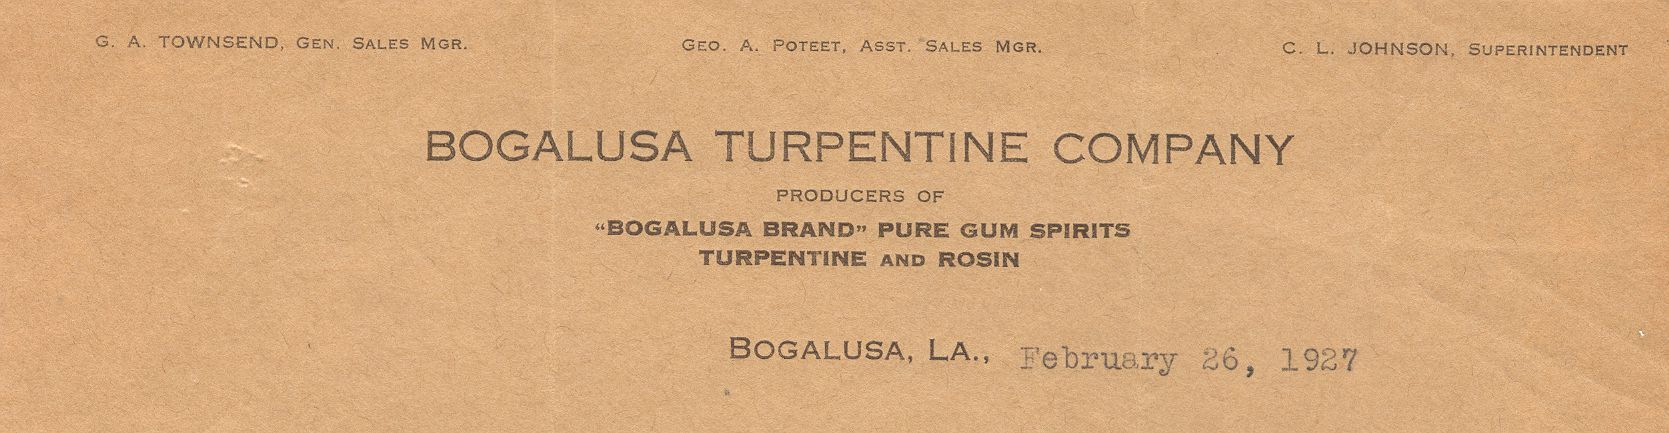 G. A. TOWNSEND, GEN. SALES MGR.
GEO. A. POTEET, ASST. SALES MGR.
C. L. JOHNSON, SUPERINTENDENT
BOGALUSA TURPENTINE COMPANY
PRODUCERS OF
“BOGALUSA BRAND” PURE GUM SPIRITS
TURPENTINE AND ROSIN
BOGALUSA, LA., February 26, 1927